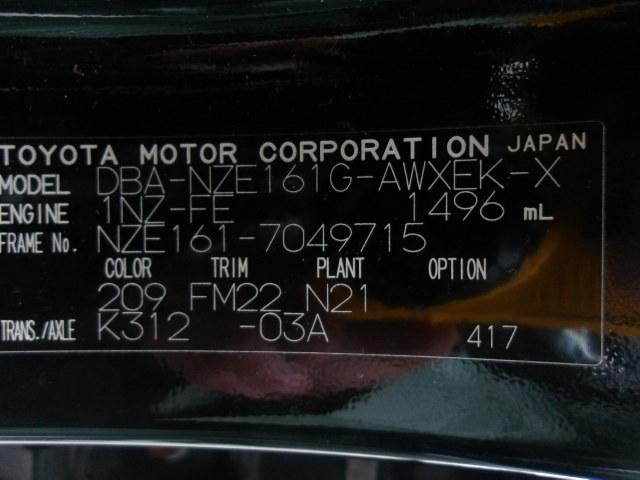 TOYOTA MOTOR CORPORATION JAPAN
MODEL DBA-NZE161G-AWXEK-X
ENGINE 1NZ-FE 1496 mL
FRAME No. NZE161-7049715
COLOR TRIM PLANT OPTION
209 FM22 N21
TRANS./AXLE K312 -03A 417